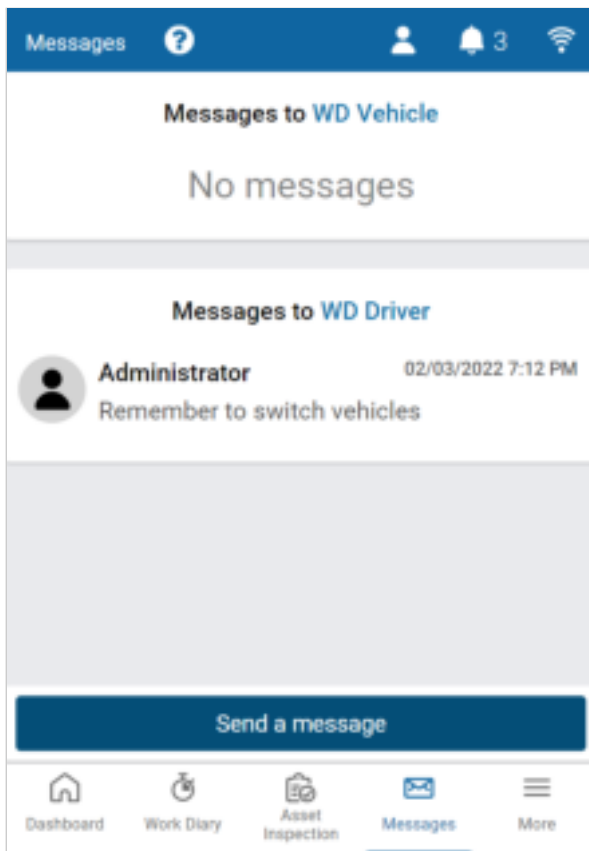 Messages ? 3
Messages to WD Vehicle
No messages
Messages to WD Driver
Administrator 02/03/2022 7:12 PM
Remember to switch vehicles
Send a message
Dashboard Work Diary Asset Inspection Messages More